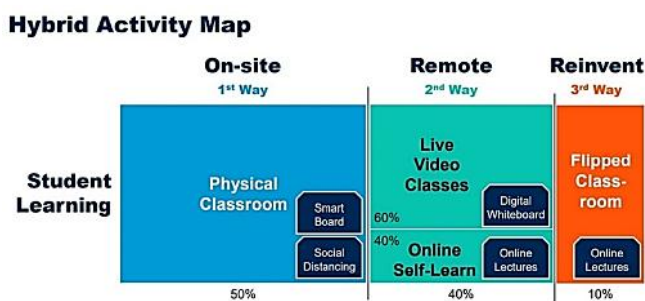 Hybrid Activity Map
On-site
Remote
Reinvent
1st Way
2nd Way
3rd Way
Student
Learning
Physical
Classroom
Smart
Board
Social
Distancing
Live
Video
Classes
Digital
Whiteboard
60%
40%
Online
Self-Learn
Online
Lectures
Flipped
Class-
room
Online
Lectures
50%
40%
10%